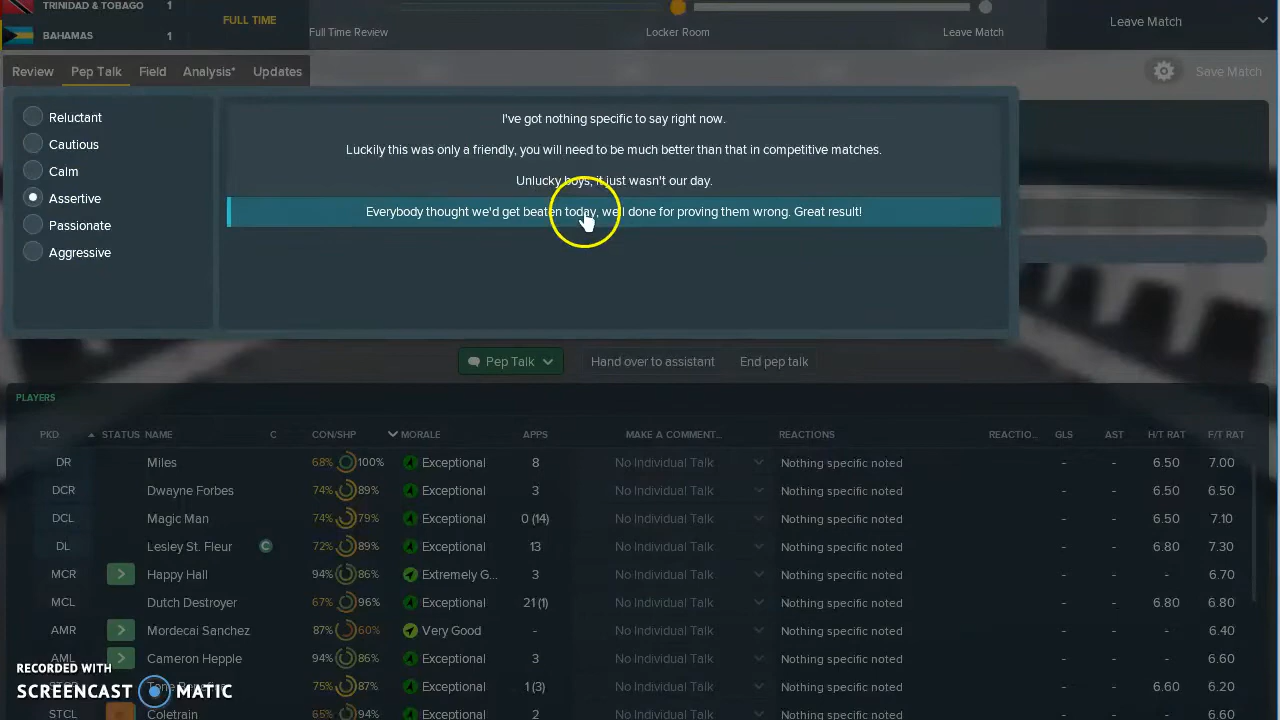 TRINIDAD & TOBAGO 1
BAHAMAS 1
FULL TIME
Full Time Review
Locker Room
Leave Match
Leave Match
Review Pep Talk Field Analysis* Updates
Save Match
Reluctant
Cautious
Calm
Assertive
Passionate
Aggressive
I've got nothing specific to say right now.
Luckily this was only a friendly, you will need to be much better than that in competitive matches.
Unlucky boys, it just wasn't our day.
Everybody thought we'd get beaten today, well done for proving them wrong. Great result!
Pep Talk Hand over to assistant End pep talk
PLAYERS
PKD STATUS NAME C CON/SHP MORALE APPS MAKE A COMMENT... REACTIONS REACTIO... GLS AST H/T RAT F/T RAT
DR Miles 68% 100% Exceptional 8 No Individual Talk Nothing specific noted - - 6.50 7.00
DCR Dwayne Forbes 74% 89% Exceptional 3 No Individual Talk Nothing specific noted - - 6.50 6.50
DCL Magic Man 74% 79% Exceptional 0 (14) No Individual Talk Nothing specific noted - - 6.50 7.10
DL Lesley St. Fleur C 72% 89% Exceptional 13 No Individual Talk Nothing specific noted - - 6.80 7.30
MCR Happy Hall 94% 86% Extremely G... 3 No Individual Talk Nothing specific noted - - - 6.70
MCL Dutch Destroyer 67% 96% Exceptional 21 (1) No Individual Talk Nothing specific noted - - 6.80 6.80
AMR Mordecai Sanchez 87% 60% Very Good - No Individual Talk Nothing specific noted - - - 6.40
AML Cameron Hepple 94% 86% Exceptional 3 No Individual Talk Nothing specific noted - - - 6.60
75% 87% Exceptional 1 (3) No Individual Talk Nothing specific noted - - 6.60 6.20
STCL Coletrain 65% 94% Exceptional 2 No Individual Talk Nothing specific noted - - - 6.60
RECORDED WITH
SCREENCAST MATIC